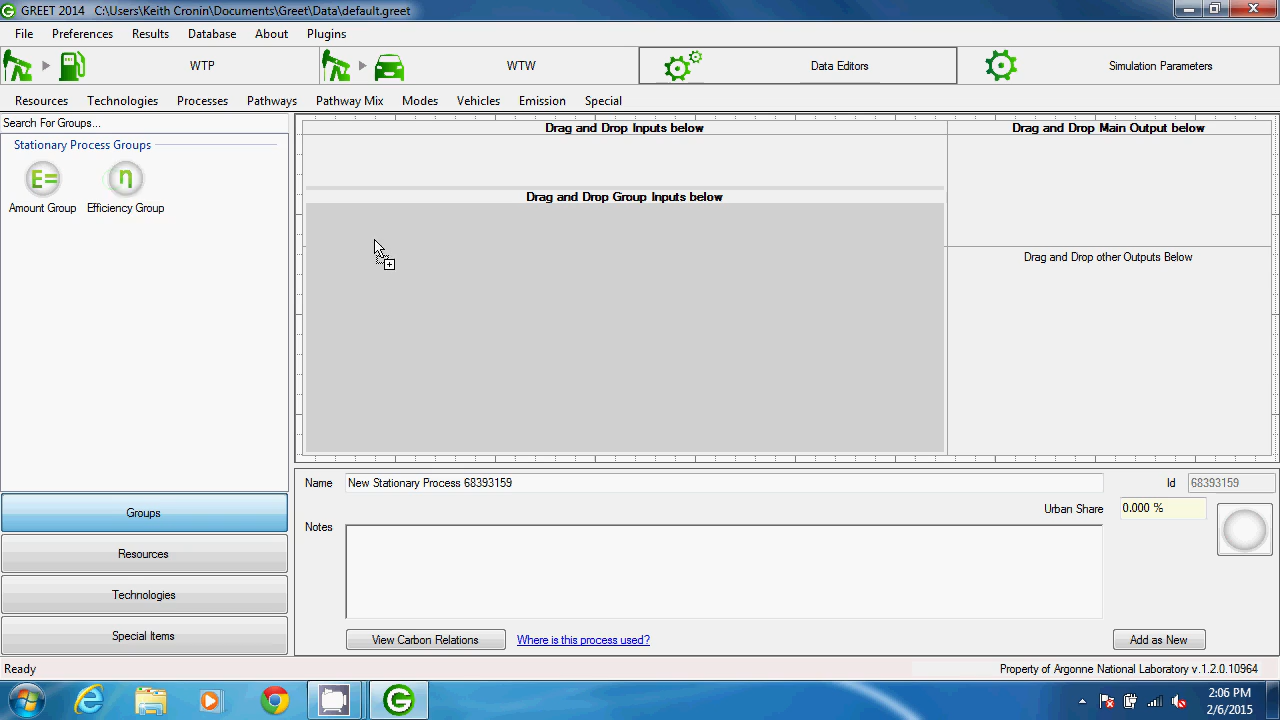 GREET 2014 C:\Users\Keith Cronin\Documents\Greet\Data\default.greet
File Preferences Results Database About Plugins
WTP WTW Data Editors Simulation Parameters
Resources Technologies Processes Pathways Pathway Mix Modes Vehicles Emission Special
Search For Groups...
Stationary Process Groups
E= η
Amount Group Efficiency Group
Drag and Drop Inputs below
Drag and Drop Main Output below
Drag and Drop Group Inputs below
Drag and Drop other Outputs Below
Groups
Resources
Technologies
Special Items
Name New Stationary Process 68393159 Id 68393159
Urban Share 0.000 %
Notes
View Carbon Relations Where is this process used? Add as New
Ready Property of Argonne National Laboratory v.1.2.0.10964
2:06 PM
2/6/2015